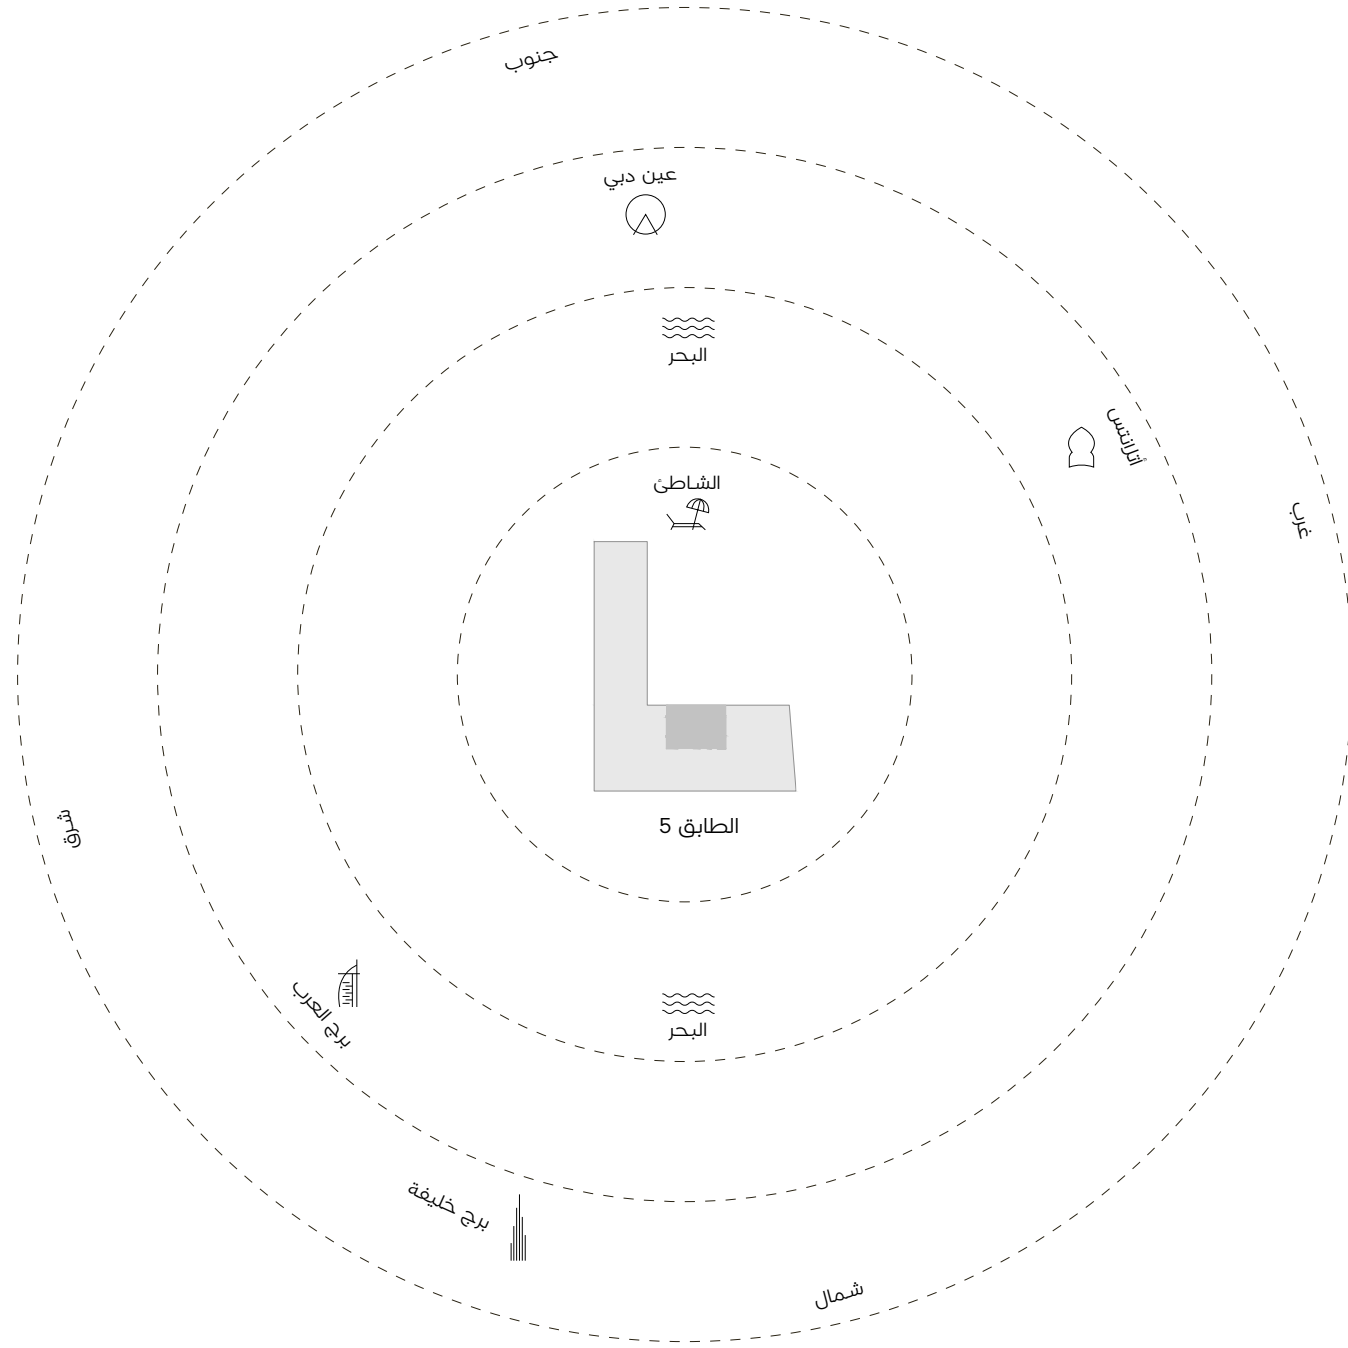 جنوب
عين دبي
البحر
أتلانتس
الشاطئ
غرب
الطابق 5
شرق
برج العرب
البحر
برج خليفة
شمال